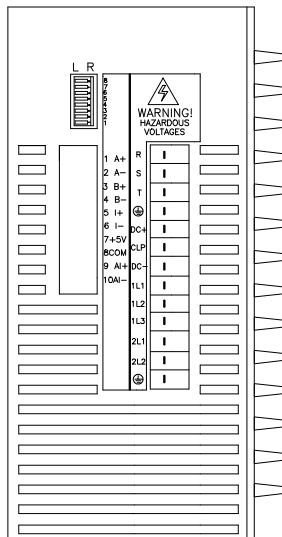 L R
8
7
6
5
4
3
2
1
WARNING!
HAZARDOUS
VOLTAGES
1 A+
2 A-
3 B+
4 B-
5 I+
6 I-
7+5V
8COM
9 AI+
10AI-
R
S
T
DC+
CLP
DC-
1L1
1L2
1L3
2L1
2L2